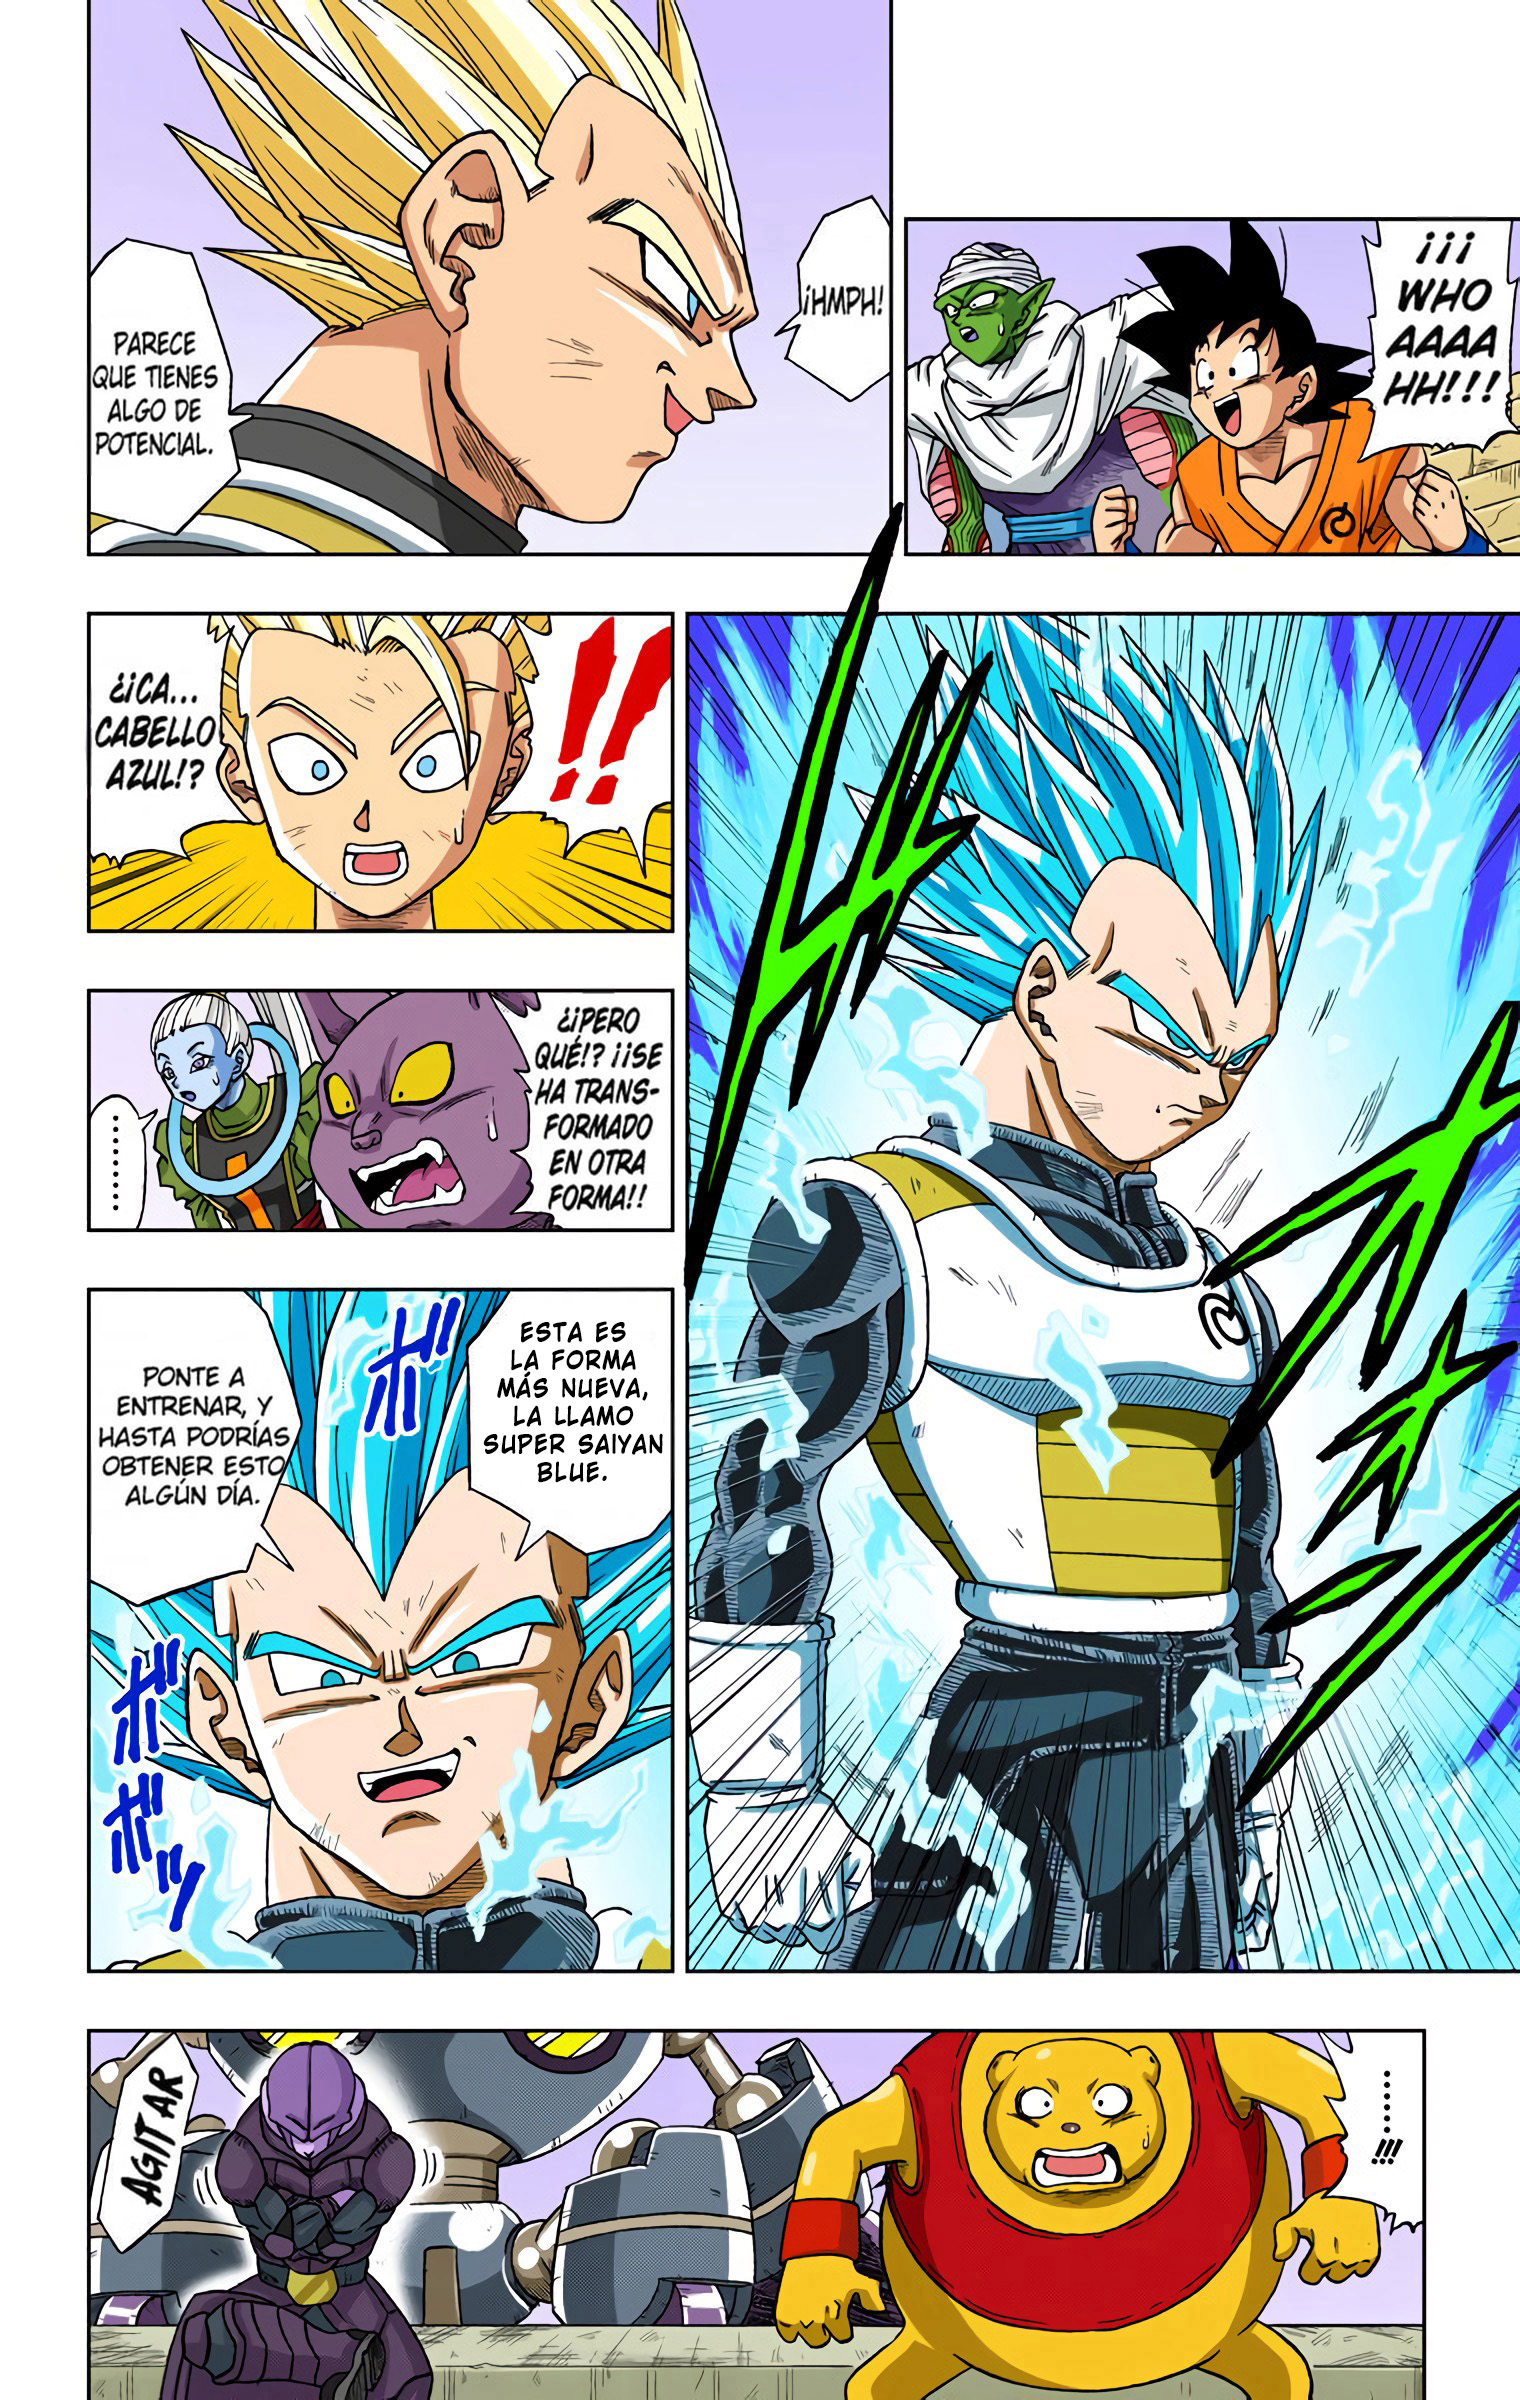 ¡¡¡
WHO
AAAA
HH!!!
¡HMPH!
PARECE
QUE TIENES
ALGO DE
POTENCIAL.
¿¡CA...
CABELLO
AZUL!?
!!
¿¡PERO
QUÉ!? ¡¡SE
HA TRANS-
FORMADO
EN OTRA
FORMA!!
........
ESTA ES
LA FORMA
MÁS NUEVA,
LA LLAMO
SUPER SAIYAN
BLUE.
PONTE A
ENTRENAR, Y
HASTA PODRÍAS
OBTENER ESTO
ALGÚN DÍA.
ボボ
ボボッ
......!!!
AGITAR